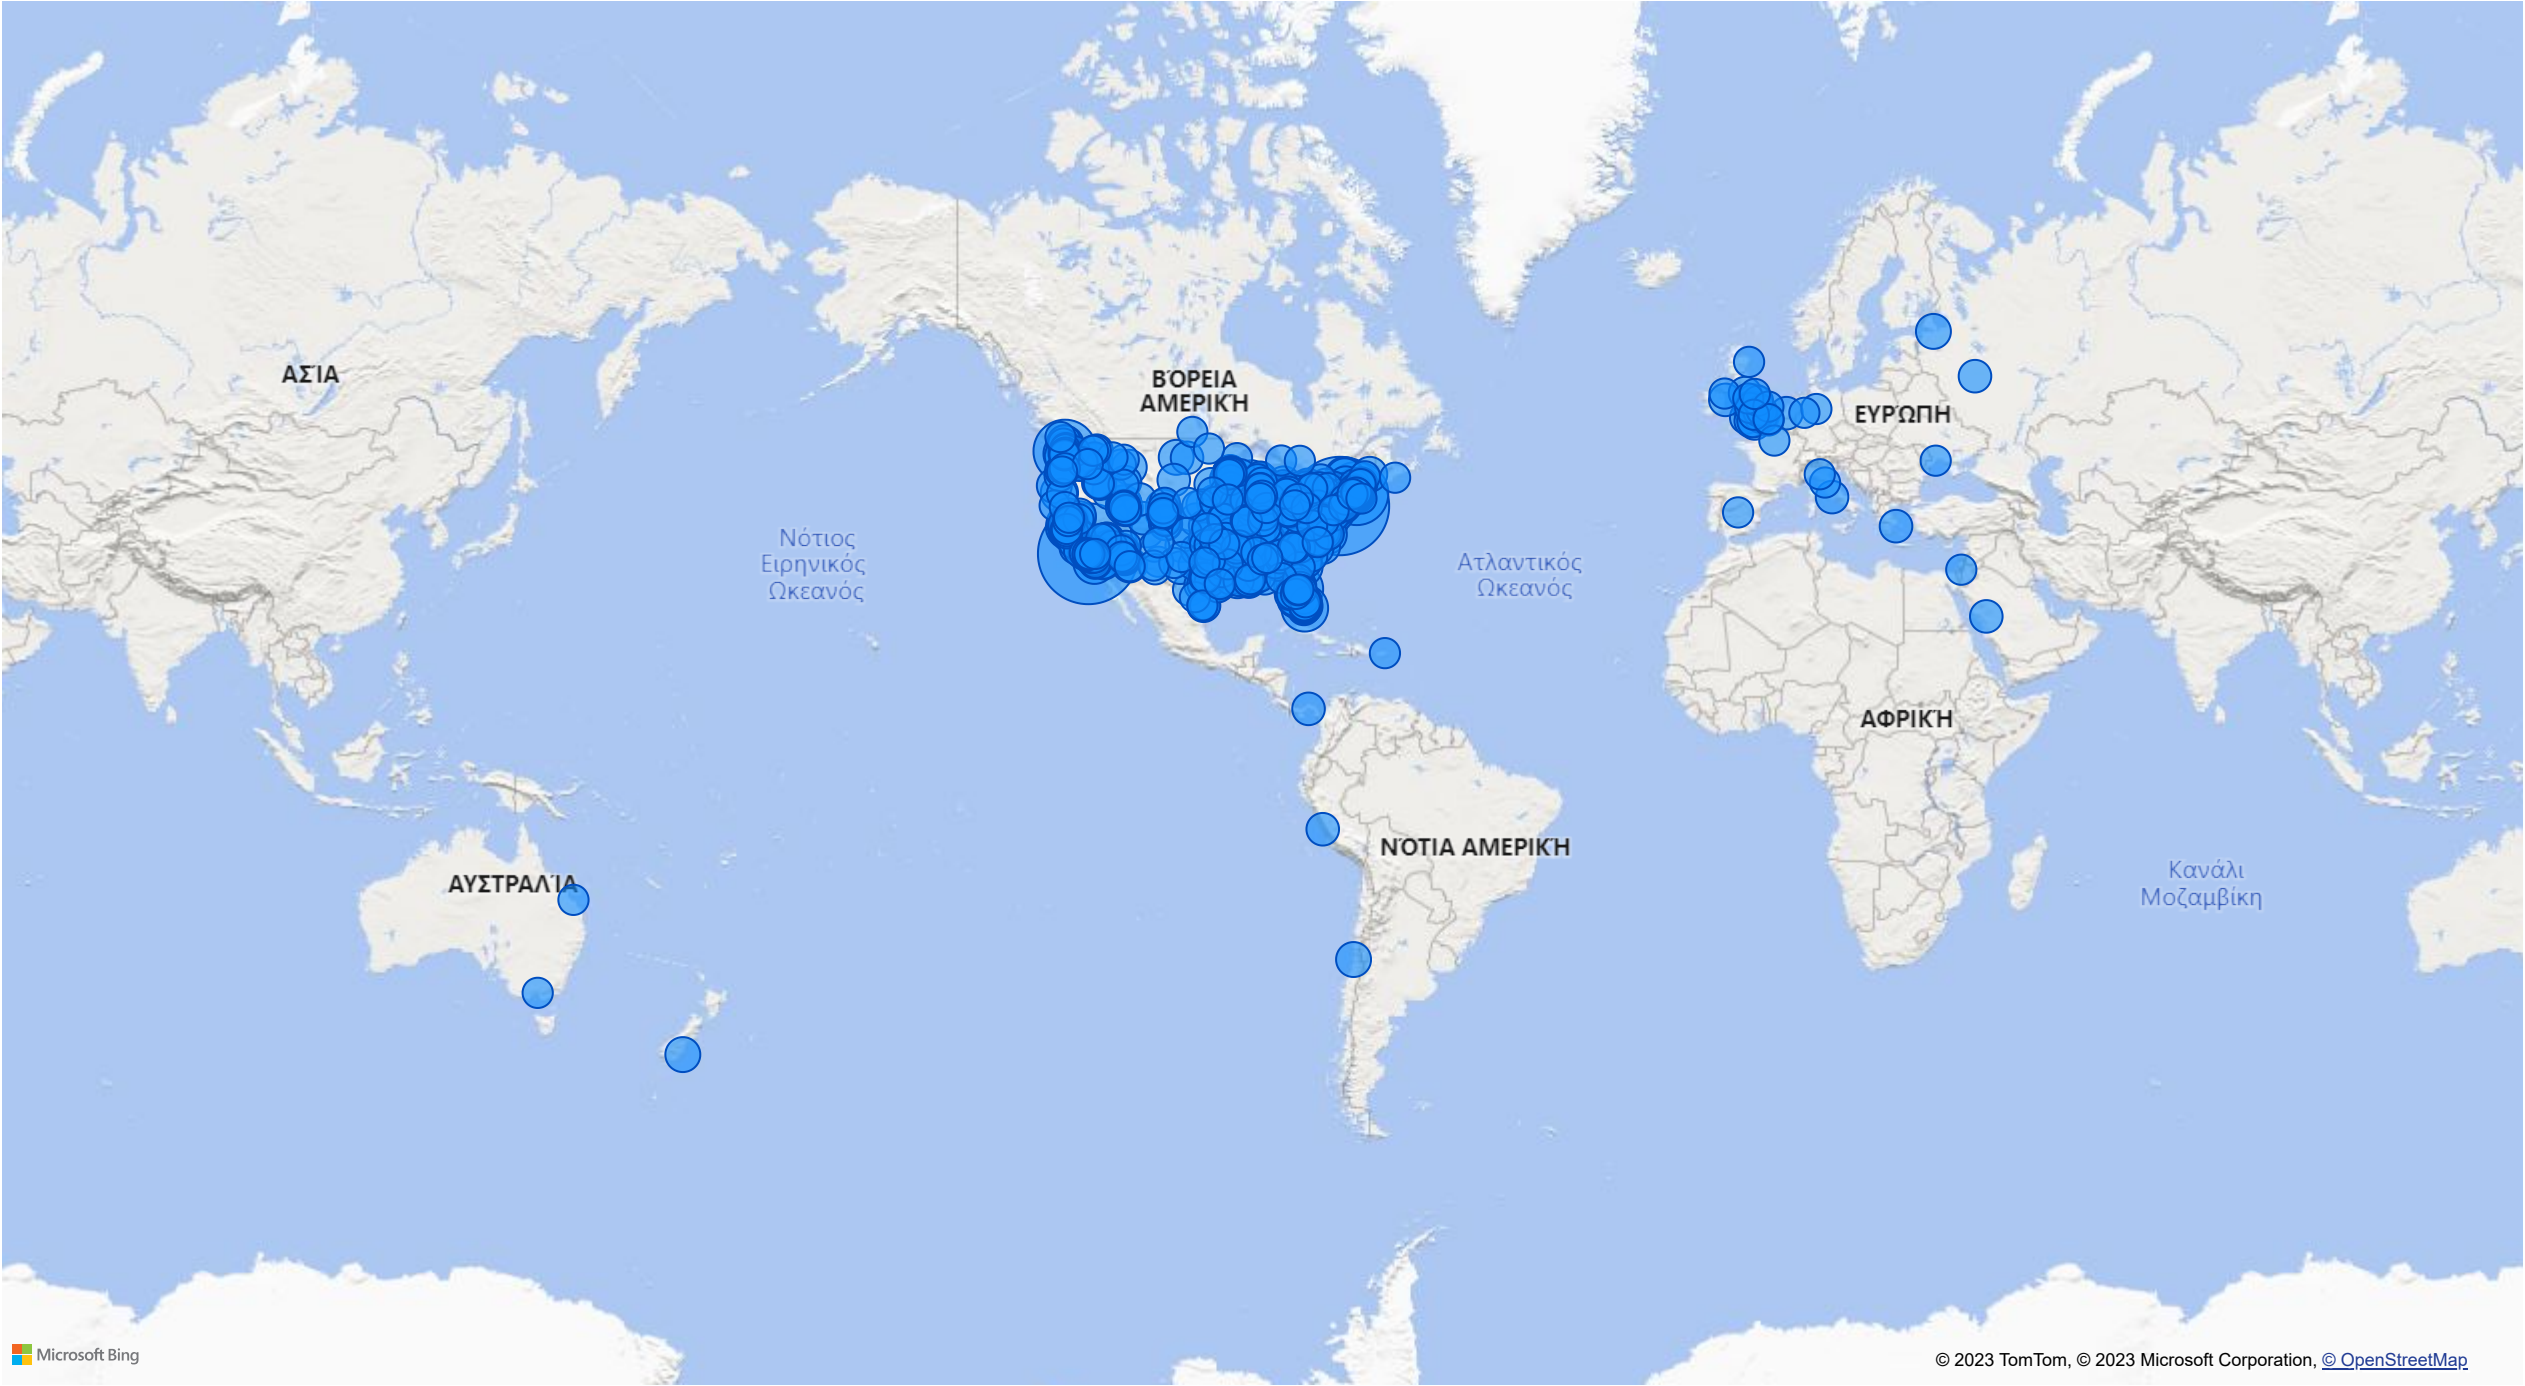 ΑΣΊΑ
ΒΌΡΕΙΑ
ΑΜΕΡΙΚΉ
ΕΥΡΏΠΗ
Νότιος
Ειρηνικός
Ωκεανός
Ατλαντικός
Ωκεανός
ΑΦΡΙΚΉ
ΝΌΤΙΑ ΑΜΕΡΙΚΉ
ΑΥΣΤΡΑΛΊΑ
Κανάλι
Μοζαμβίκη
Microsoft Bing
© 2023 TomTom, © 2023 Microsoft Corporation, © OpenStreetMap